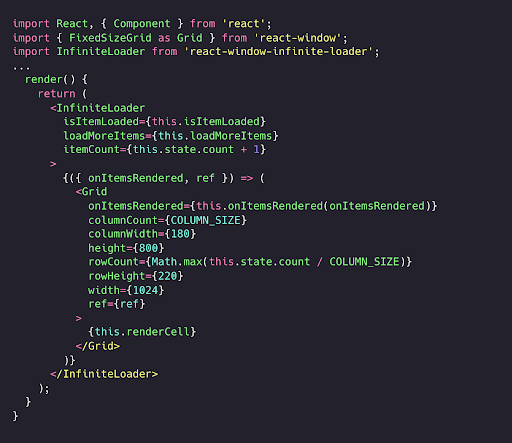 import React, { Component } from 'react';
import { FixedSizeGrid as Grid } from 'react-window';
import InfiniteLoader from 'react-window-infinite-loader';
...
  render() {
    return (
      <InfiniteLoader
        isItemLoaded={this.isItemLoaded}
        loadMoreItems={this.loadMoreItems}
        itemCount={this.state.count + 1}
      >
        {({ onItemsRendered, ref }) => (
          <Grid
            onItemsRendered={this.onItemsRendered(onItemsRendered)}
            columnCount={COLUMN_SIZE}
            columnWidth={180}
            height={800}
            rowCount={Math.max(this.state.count / COLUMN_SIZE)}
            rowHeight={220}
            width={1024}
            ref={ref}
          >
            {this.renderCell}
          </Grid>
        )}
      </InfiniteLoader>
    );
  }
}